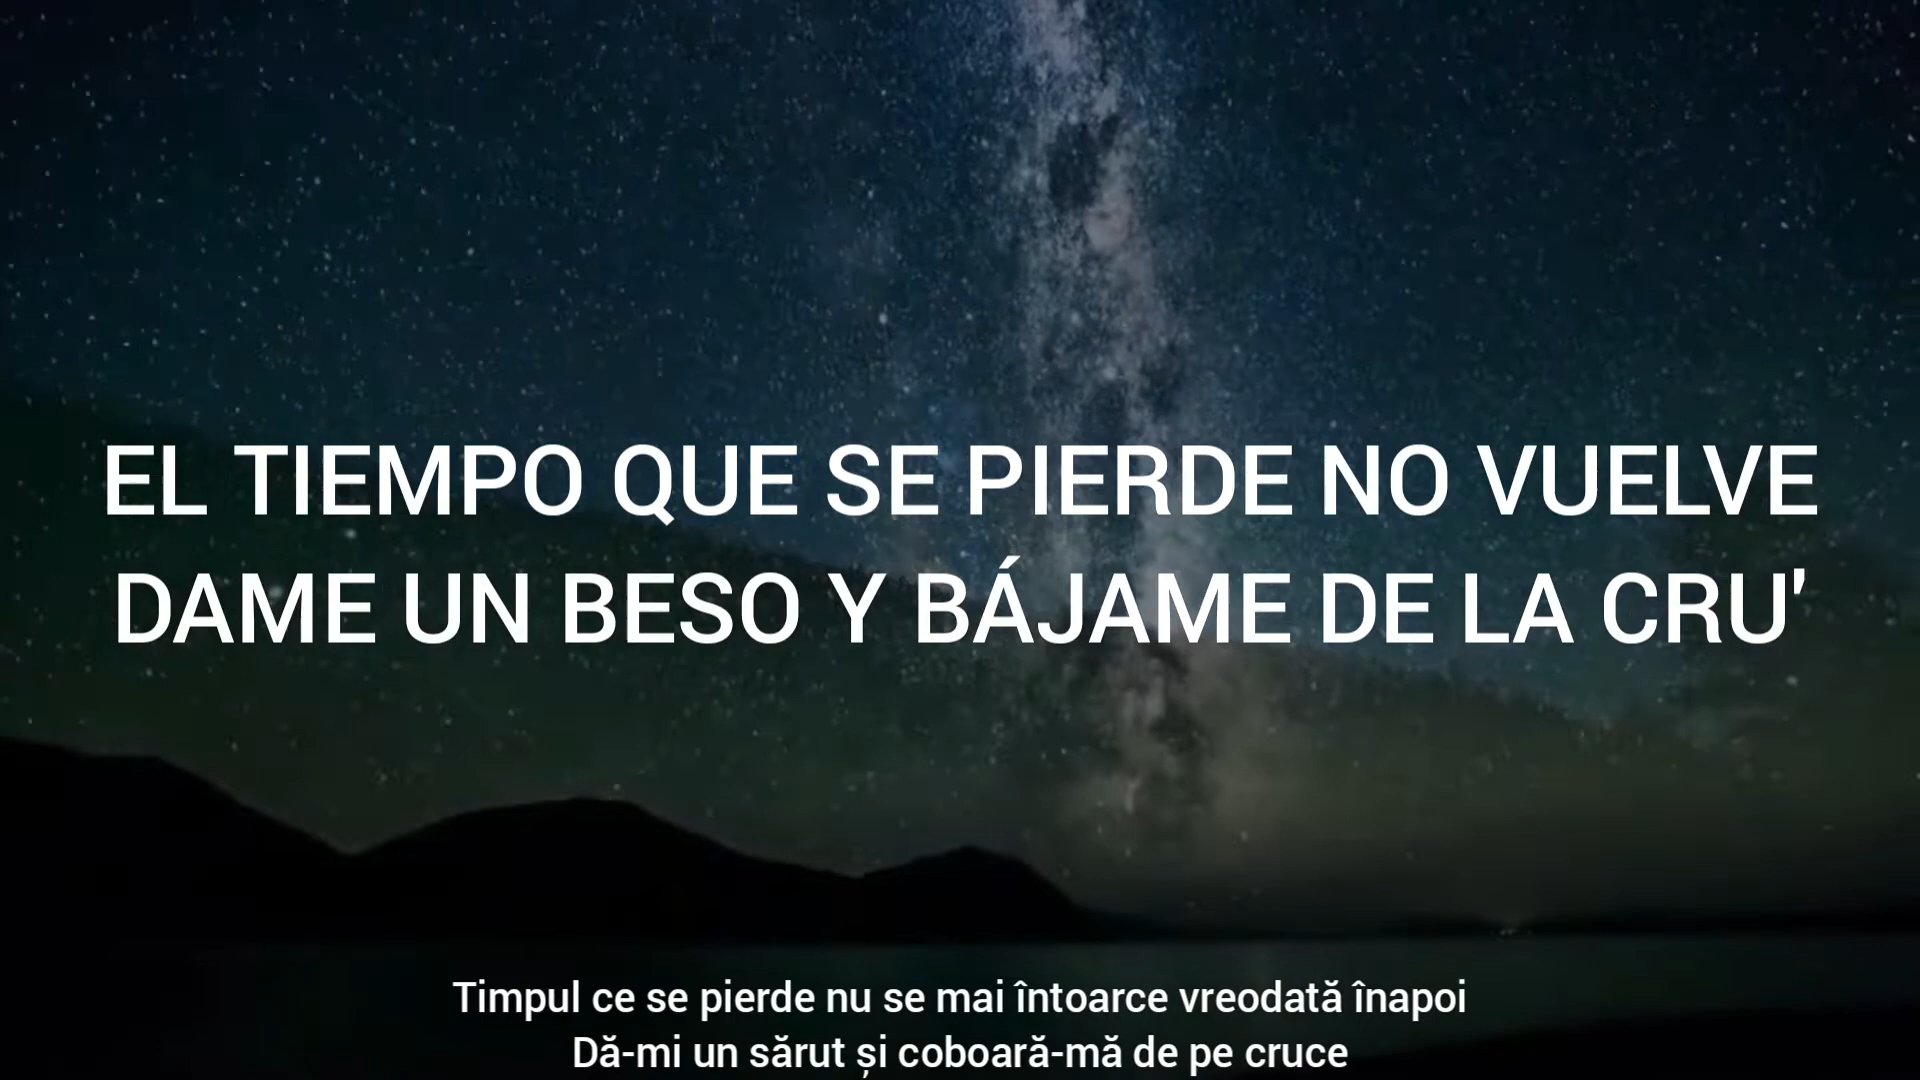 EL TIEMPO QUE SE PIERDE NO VUELVE
DAME UN BESO Y BÁJAME DE LA CRU'
Timpul ce se pierde nu se mai întoarce vreodată înapoi
Dă-mi un sărut și coboară-mă de pe cruce